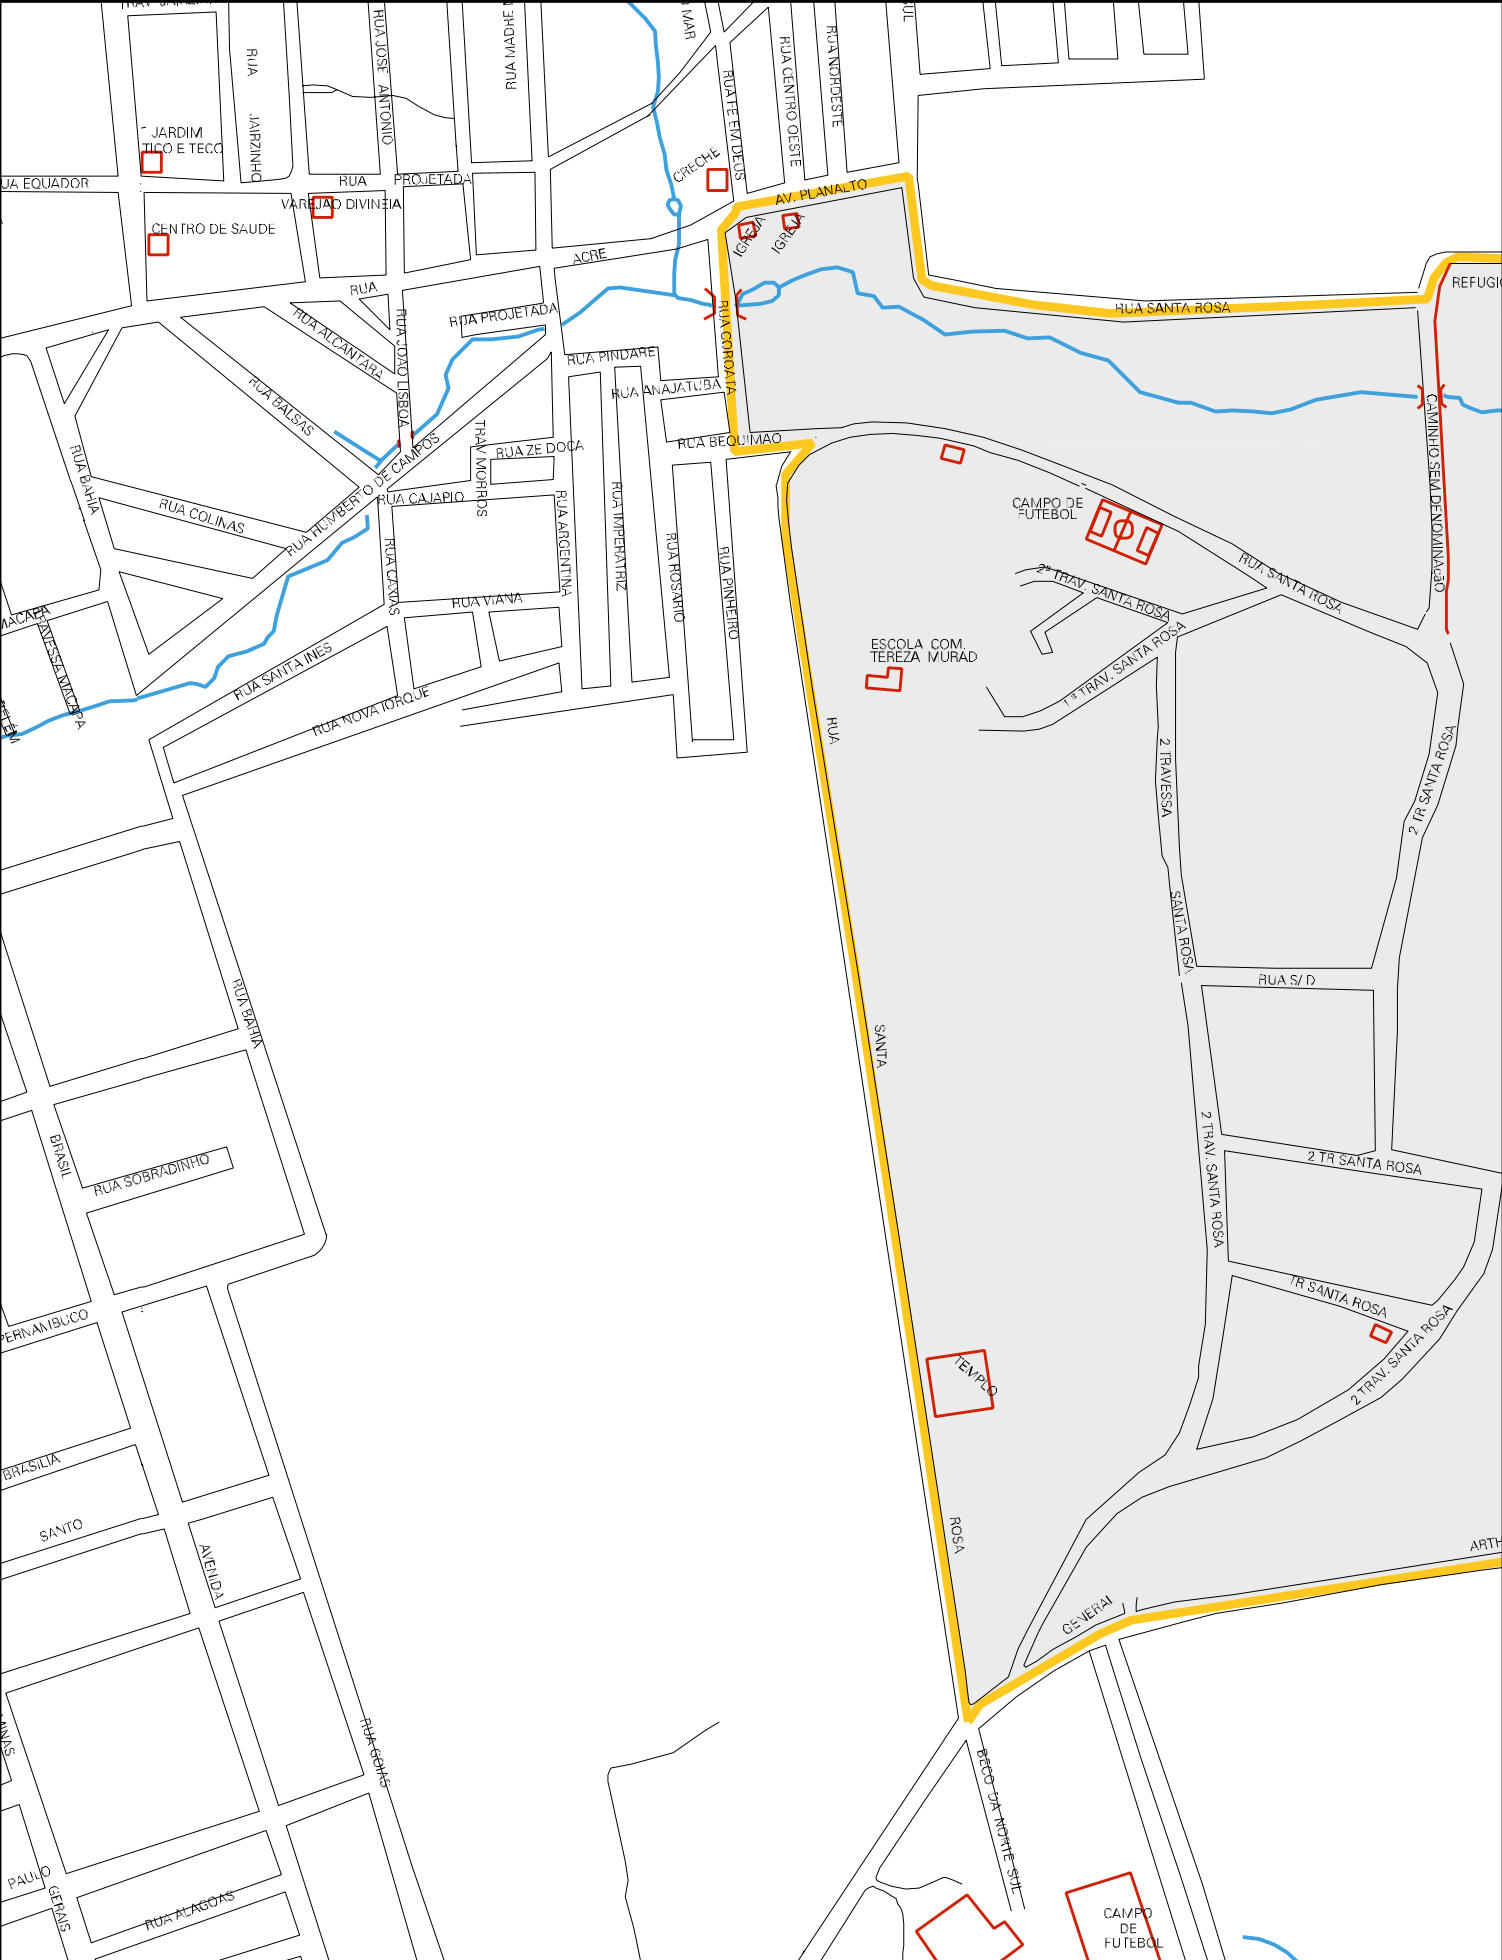 RUA JOSE ANTONIO
RUA MADRE
MAR
RUA FE EM DEUS
RUA CENTRO OESTE
RUA NORDESTE
RUA JAIRZINHO
JARDIM
TICO E TECO
CRECHE
UA EQUADOR
RUA PROJETADA
AV. PLANALTO
VAREJAO DIVINEIA
CENTRO DE SAUDE
IGREJA
IGREJA
RUA ACRE
REFUGI
RUA SANTA ROSA
RUA PROJETADA
RUA ALCANTARA
RUA JOAO LISBOA
RUA COROATA
RUA PINDARE
RUA ANAJATUBA
RUA BALSAS
RUA BEQUIMAO
RUA ZE DOCA
TRAV MORROS
RUA BAHIA
RUA HUMBERTO DE CAMPOS
RUA CAJAPIO
RUA COLINAS
CAMINHO SEM DENOMINAÇÃO
CAMPO DE
FUTEBOL
RUA CAXIAS
RUA ARGENTINA
RUA IMPERATRIZ
RUA ROSARIO
RUA PINHEIRO
RUA SANTA ROSA
2ª TRAV. SANTA ROSA
RUA VIANA
MACAPA
TRAVESSA MACAPA
1ª TRAV. SANTA ROSA
ESCOLA COM.
TEREZA MURAD
RUA SANTA INES
RUA NOVA IORQUE
BELÉM
RUA SANTA ROSA
2 TRAVESSA SANTA ROSA
2 TR SANTA ROSA
RUA S/D
RUA BAHIA
BRASIL
RUA SOBRADINHO
2 TRAV. SANTA ROSA
2 TR SANTA ROSA
TR SANTA ROSA
2 TRAV. SANTA ROSA
PERNAMBUCO
TEMPLO
BRASILIA
SANTO
AVENIDA
GENERAL
ARTH
RUA GOIAS
MINAS
GERAIS
BECO DA NORTE SUL
PAULO
RUA ALAGOAS
CAMPO
DE
FUTEBOL